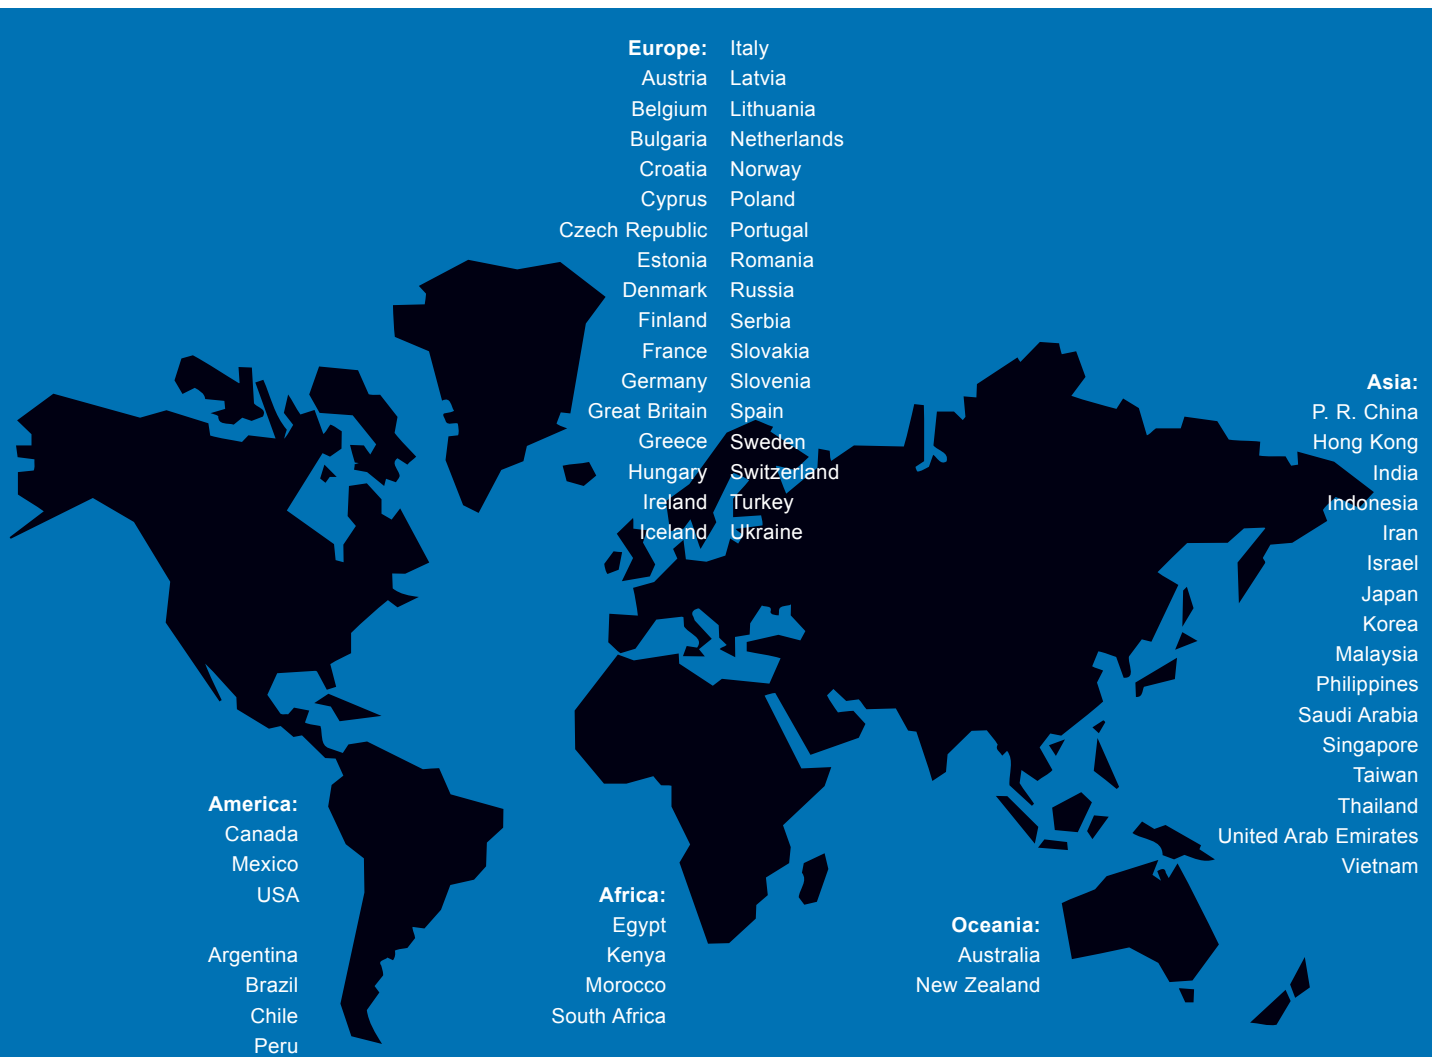 Europe:
Austria
Belgium
Bulgaria
Croatia
Cyprus
Czech Republic
Estonia
Denmark
Finland
France
Germany
Great Britain
Greece
Hungary
Ireland
Iceland
Italy
Latvia
Lithuania
Netherlands
Norway
Poland
Portugal
Romania
Russia
Serbia
Slovakia
Slovenia
Spain
Sweden
Switzerland
Turkey
Ukraine
Asia:
P. R. China
Hong Kong
India
Indonesia
Iran
Israel
Japan
Korea
Malaysia
Philippines
Saudi Arabia
Singapore
Taiwan
Thailand
United Arab Emirates
Vietnam
America:
Canada
Mexico
USA
Argentina
Brazil
Chile
Peru
Africa:
Egypt
Kenya
Morocco
South Africa
Oceania:
Australia
New Zealand